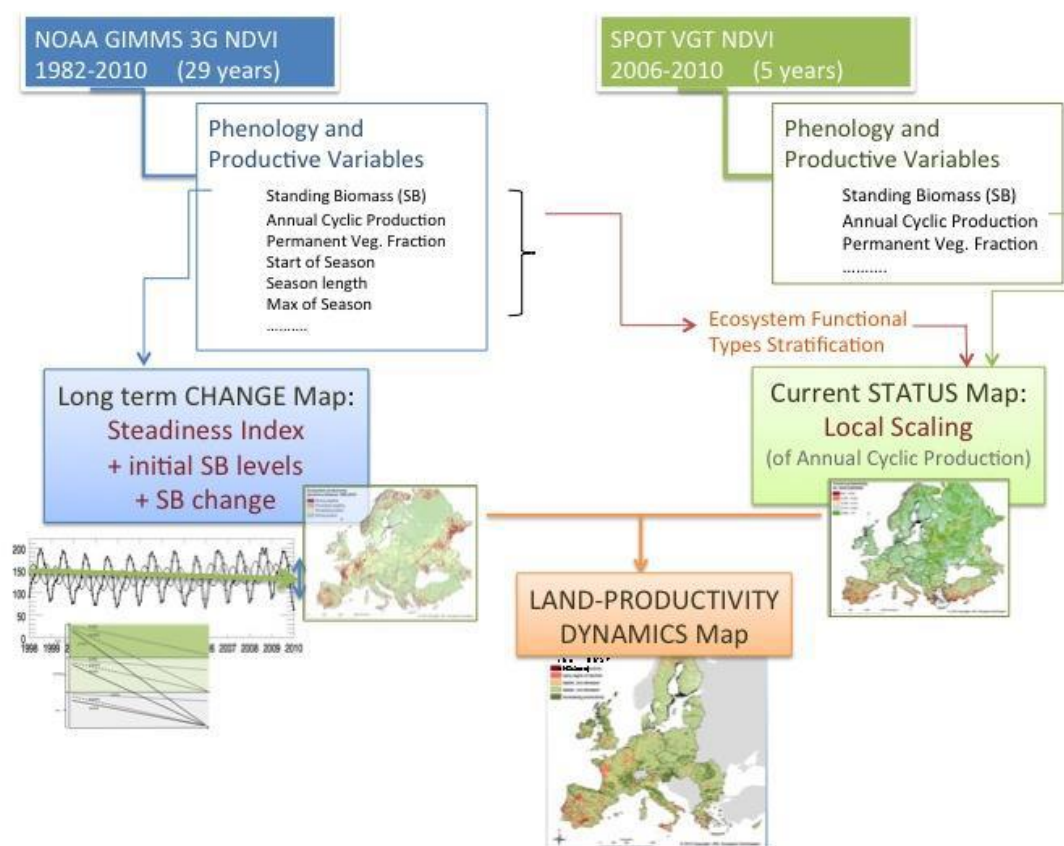 NOAA GIMMS 3G NDVI
1982-2010 (29 years)
SPOT VGT NDVI
2006-2010 (5 years)
Phenology and
Productive Variables
Standing Biomass (SB)
Annual Cyclic Production
Permanent Veg. Fraction
Start of Season
Season length
Max of Season
..........
Phenology and
Productive Variables
Standing Biomass (SB)
Annual Cyclic Production
Permanent Veg. Fraction
..........
Ecosystem Functional
Types Stratification
Long term CHANGE Map:
Steadiness Index
+ initial SB levels
+ SB change
Current STATUS Map:
Local Scaling
(of Annual Cyclic Production)
200
150
100
50
0
1998 1999 2007 2008 2009 2010
LAND-PRODUCTIVITY
DYNAMICS Map